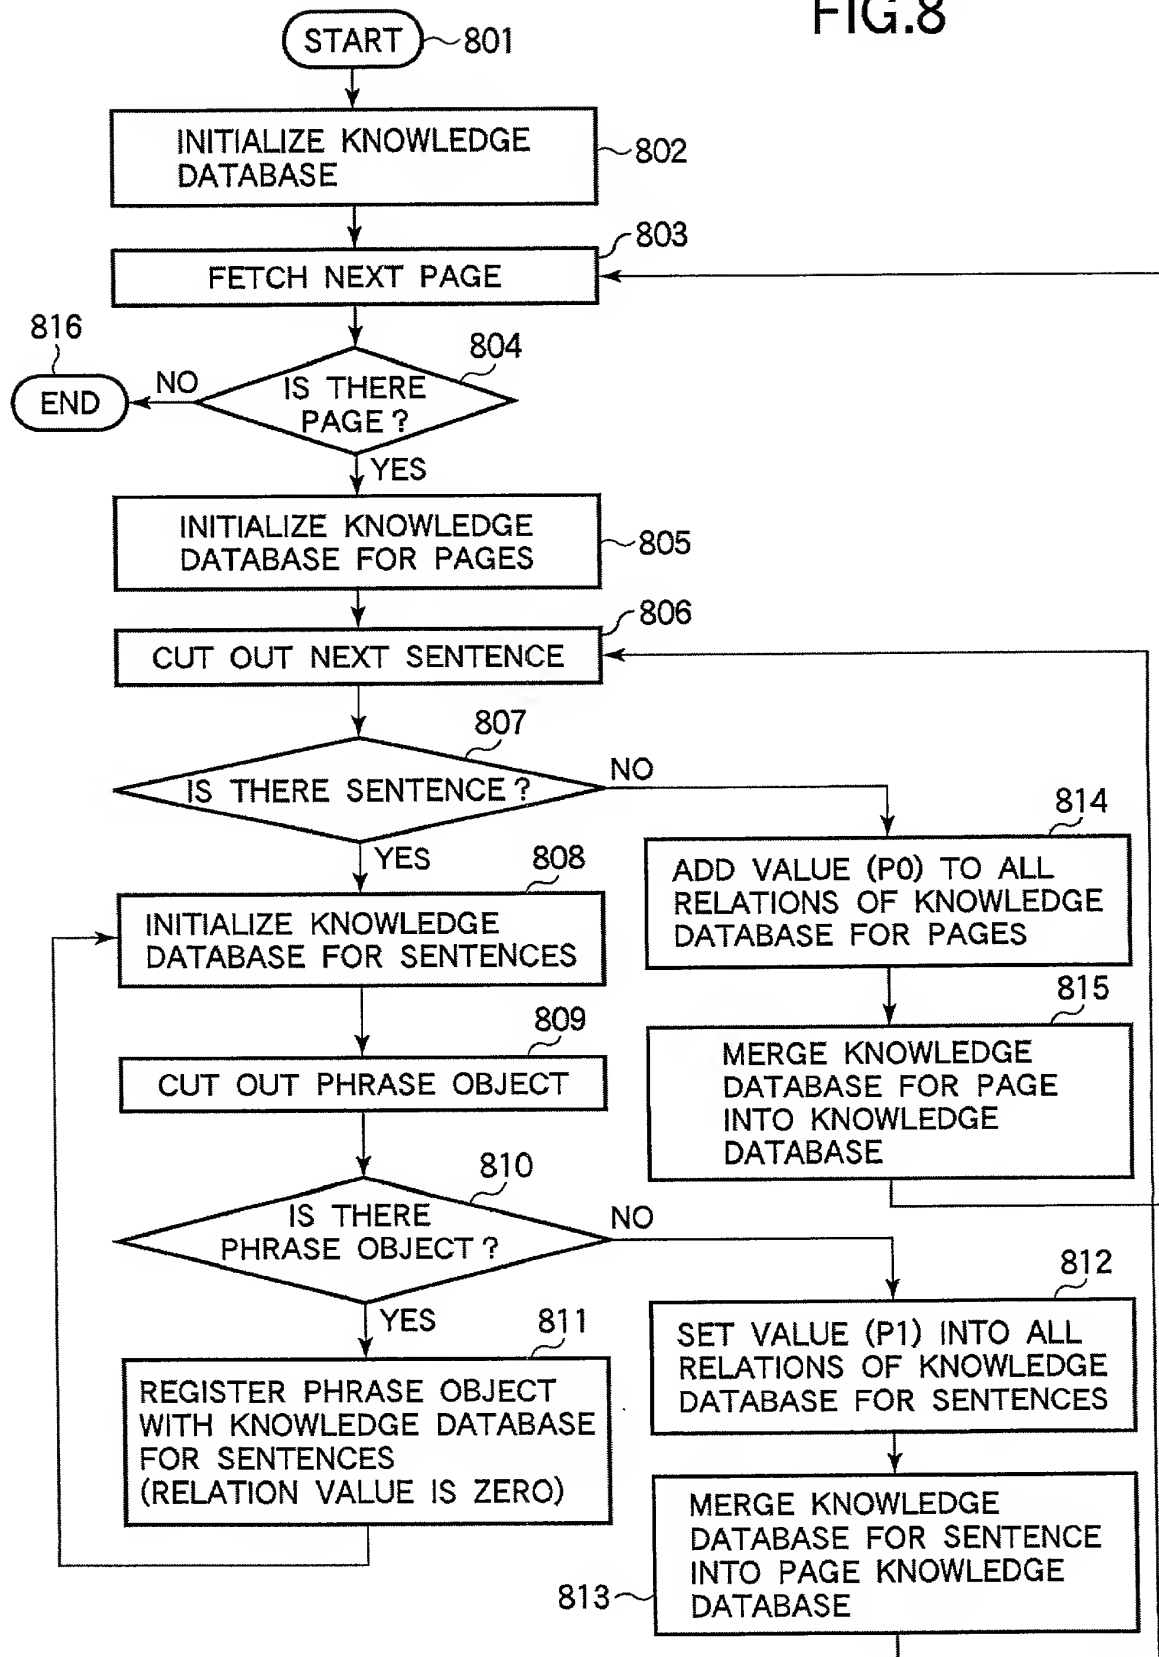 FIG.8
START 801
INITIALIZE KNOWLEDGE
DATABASE
802
803
FETCH NEXT PAGE
816
804
END
NO
IS THERE
PAGE?
YES
INITIALIZE KNOWLEDGE
DATABASE FOR PAGES
805
806
CUT OUT NEXT SENTENCE
807
IS THERE SENTENCE?
NO
YES
814
ADD VALUE (P0) TO ALL
RELATIONS OF KNOWLEDGE
DATABASE FOR PAGES
808
INITIALIZE KNOWLEDGE
DATABASE FOR SENTENCES
815
MERGE KNOWLEDGE
DATABASE FOR PAGE
INTO KNOWLEDGE
DATABASE
809
CUT OUT PHRASE OBJECT
810
IS THERE
PHRASE OBJECT?
NO
YES
812
SET VALUE (P1) INTO ALL
RELATIONS OF KNOWLEDGE
DATABASE FOR SENTENCES
811
REGISTER PHRASE OBJECT
WITH KNOWLEDGE DATABASE
FOR SENTENCES
(RELATION VALUE IS ZERO)
MERGE KNOWLEDGE
DATABASE FOR SENTENCE
INTO PAGE KNOWLEDGE
DATABASE
813